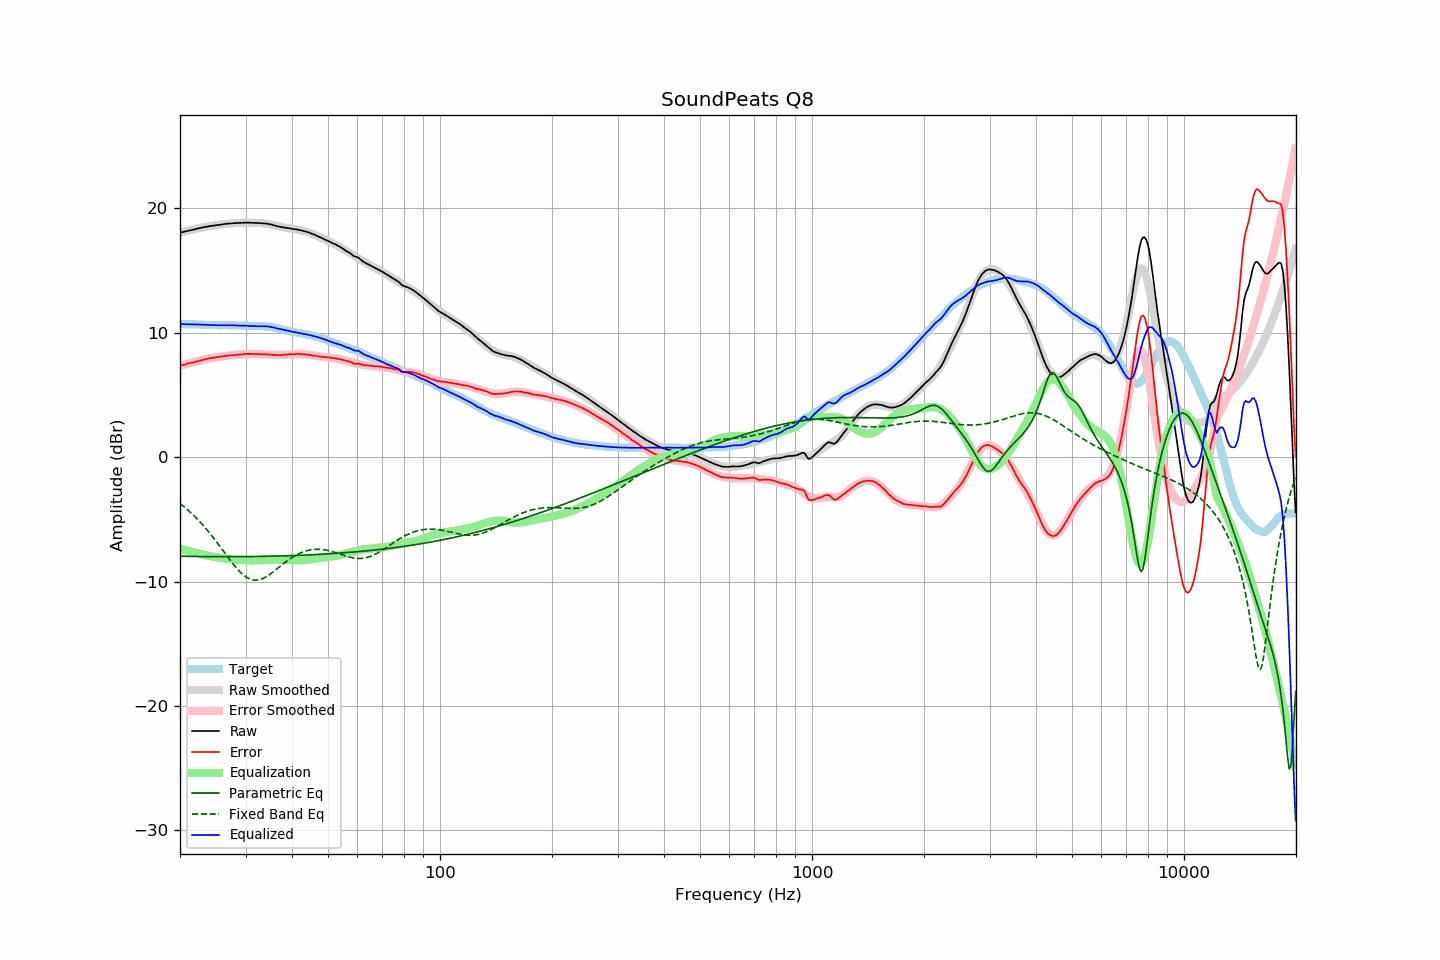 SoundPeats Q8
Amplitude (dBr)
20
10
0
−10
−20
−30
Target
Raw Smoothed
Error Smoothed
Raw
Error
Equalization
Parametric Eq
Fixed Band Eq
Equalized
100
1000
10000
Frequency (Hz)